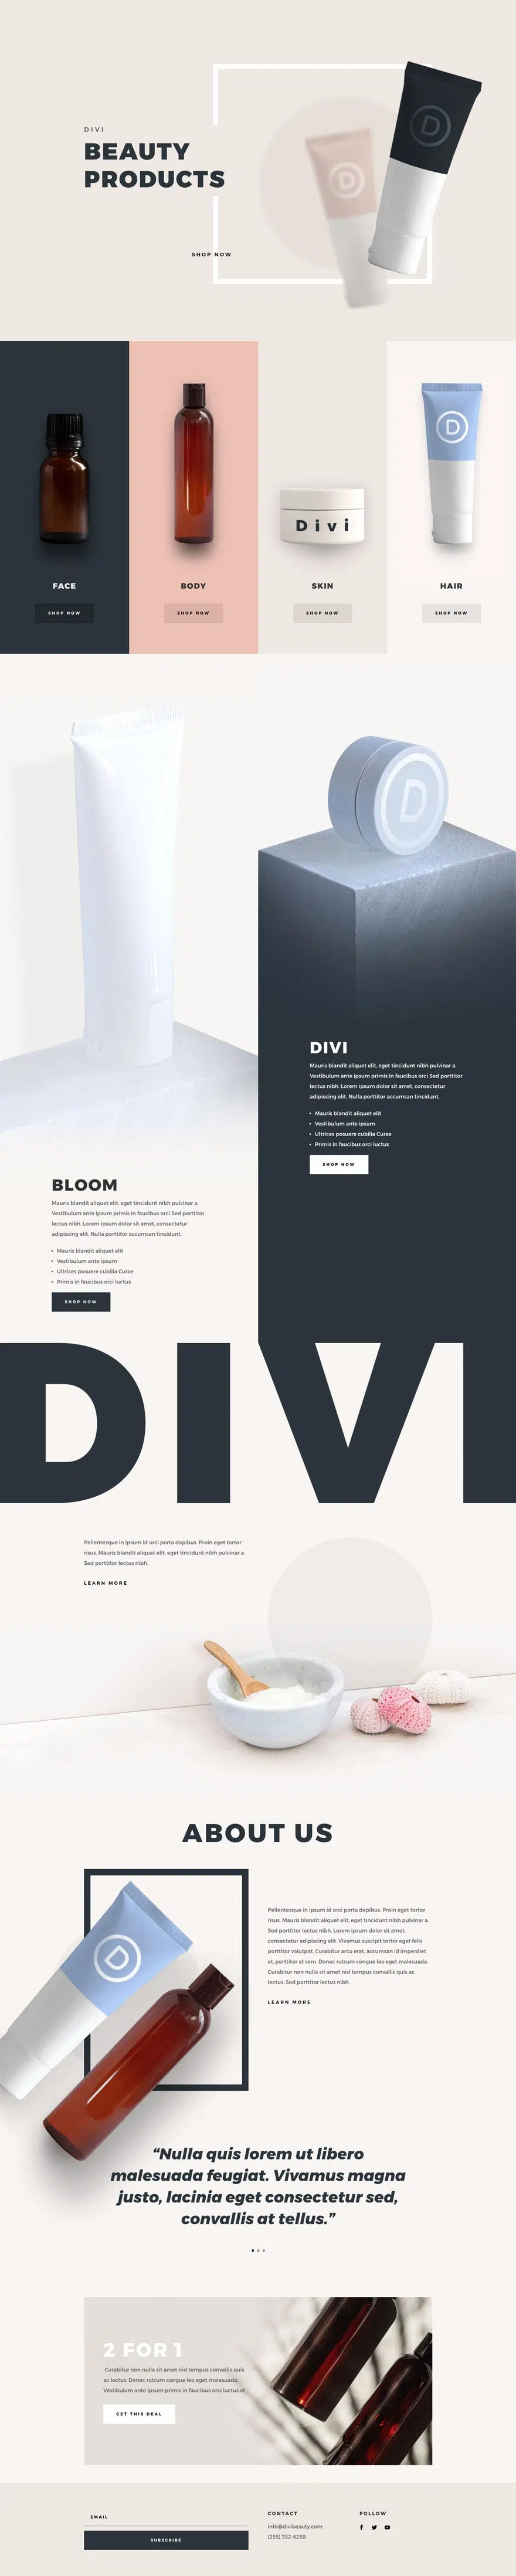 DIVI
BEAUTY
PRODUCTS
SHOP NOW
D
D
D
Divi
FACE
BODY
SKIN
HAIR
SHOP NOW
SHOP NOW
SHOP NOW
SHOP NOW
D
DIVI
Mauris blandit aliquet elit, eget tincidunt nibh pulvinar a.
Vestibulum ante ipsum primis in faucibus orci Sed porttitor
lectus nibh. Lorem ipsum dolor sit amet, consectetur
adipiscing elit. Nulla porttitor accumsan tincidunt.
• Mauris blandit aliquet elit
• Vestibulum ante ipsum
• Ultrices posuere cubilia Curae
• Primis in faucibus orci luctus
SHOP NOW
BLOOM
Mauris blandit aliquet elit, eget tincidunt nibh pulvinar a.
Vestibulum ante ipsum primis in faucibus orci Sed porttitor
lectus nibh. Lorem ipsum dolor sit amet, consectetur
adipiscing elit. Nulla porttitor accumsan tincidunt.
• Mauris blandit aliquet elit
• Vestibulum ante ipsum
• Ultrices posuere cubilia Curae
• Primis in faucibus orci luctus
SHOP NOW
DIVI
Pellentesque in ipsum id orci porta dapibus. Proin eget tortor
risus. Mauris blandit aliquet elit, eget tincidunt nibh pulvinar a.
Sed porttitor lectus nibh.
LEARN MORE
ABOUT US
D
Pellentesque in ipsum id orci porta dapibus. Proin eget tortor
risus. Mauris blandit aliquet elit, eget tincidunt nibh pulvinar a.
Sed porttitor lectus nibh. Lorem ipsum dolor sit amet,
consectetur adipiscing elit. Vivamus suscipit tortor eget felis
porttitor volutpat. Curabitur arcu erat, accumsan id imperdiet
et, porttitor at sem. Donec rutrum congue leo eget malesuada.
Curabitur non nulla sit amet nisl tempus convallis quis ac
lectus. Sed porttitor lectus nibh.
LEARN MORE
“Nulla quis lorem ut libero
malesuada feugiat. Vivamus magna
justo, lacinia eget consectetur sed,
convallis at tellus.”
2 FOR 1
Curabitur non nulla sit amet nisl tempus convallis quis
ac lectus. Donec rutrum congue leo eget malesuada.
Vestibulum ante ipsum primis in faucibus orci luctus et
GET THIS DEAL
EMAIL
SUBSCRIBE
CONTACT
info@divibeauty.com
(255) 352-6258
FOLLOW